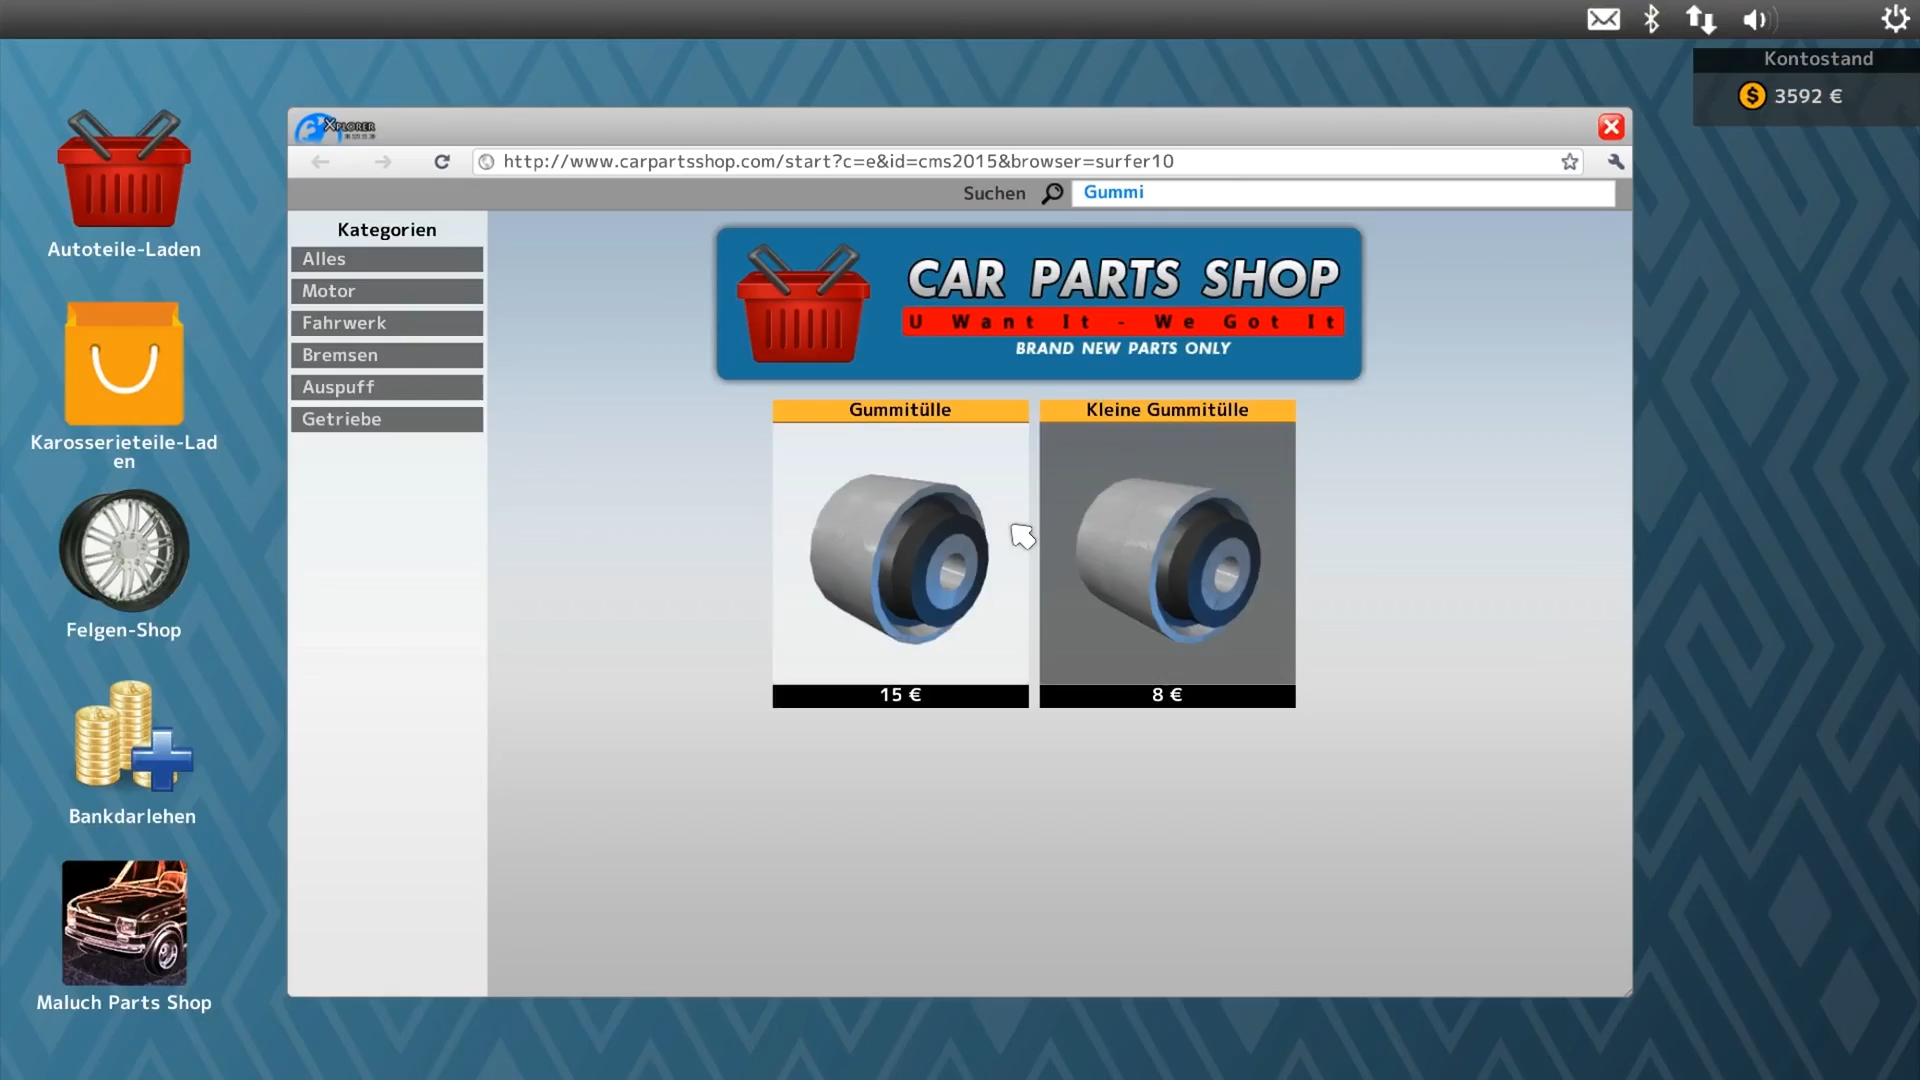 Kontostand
3592 €
XPLORER
http://www.carpartsshop.com/start?c=e&id=cms2015&browser=surfer10
Suchen
Gummi
Kategorien
Alles
Motor
Fahrwerk
Bremsen
Auspuff
Getriebe
CAR PARTS SHOP
U Want It - We Got It
BRAND NEW PARTS ONLY
Gummitülle
Kleine Gummitülle
15 €
8 €
Autoteile-Laden
Karosserieteile-Lad
en
Felgen-Shop
Bankdarlehen
Maluch Parts Shop